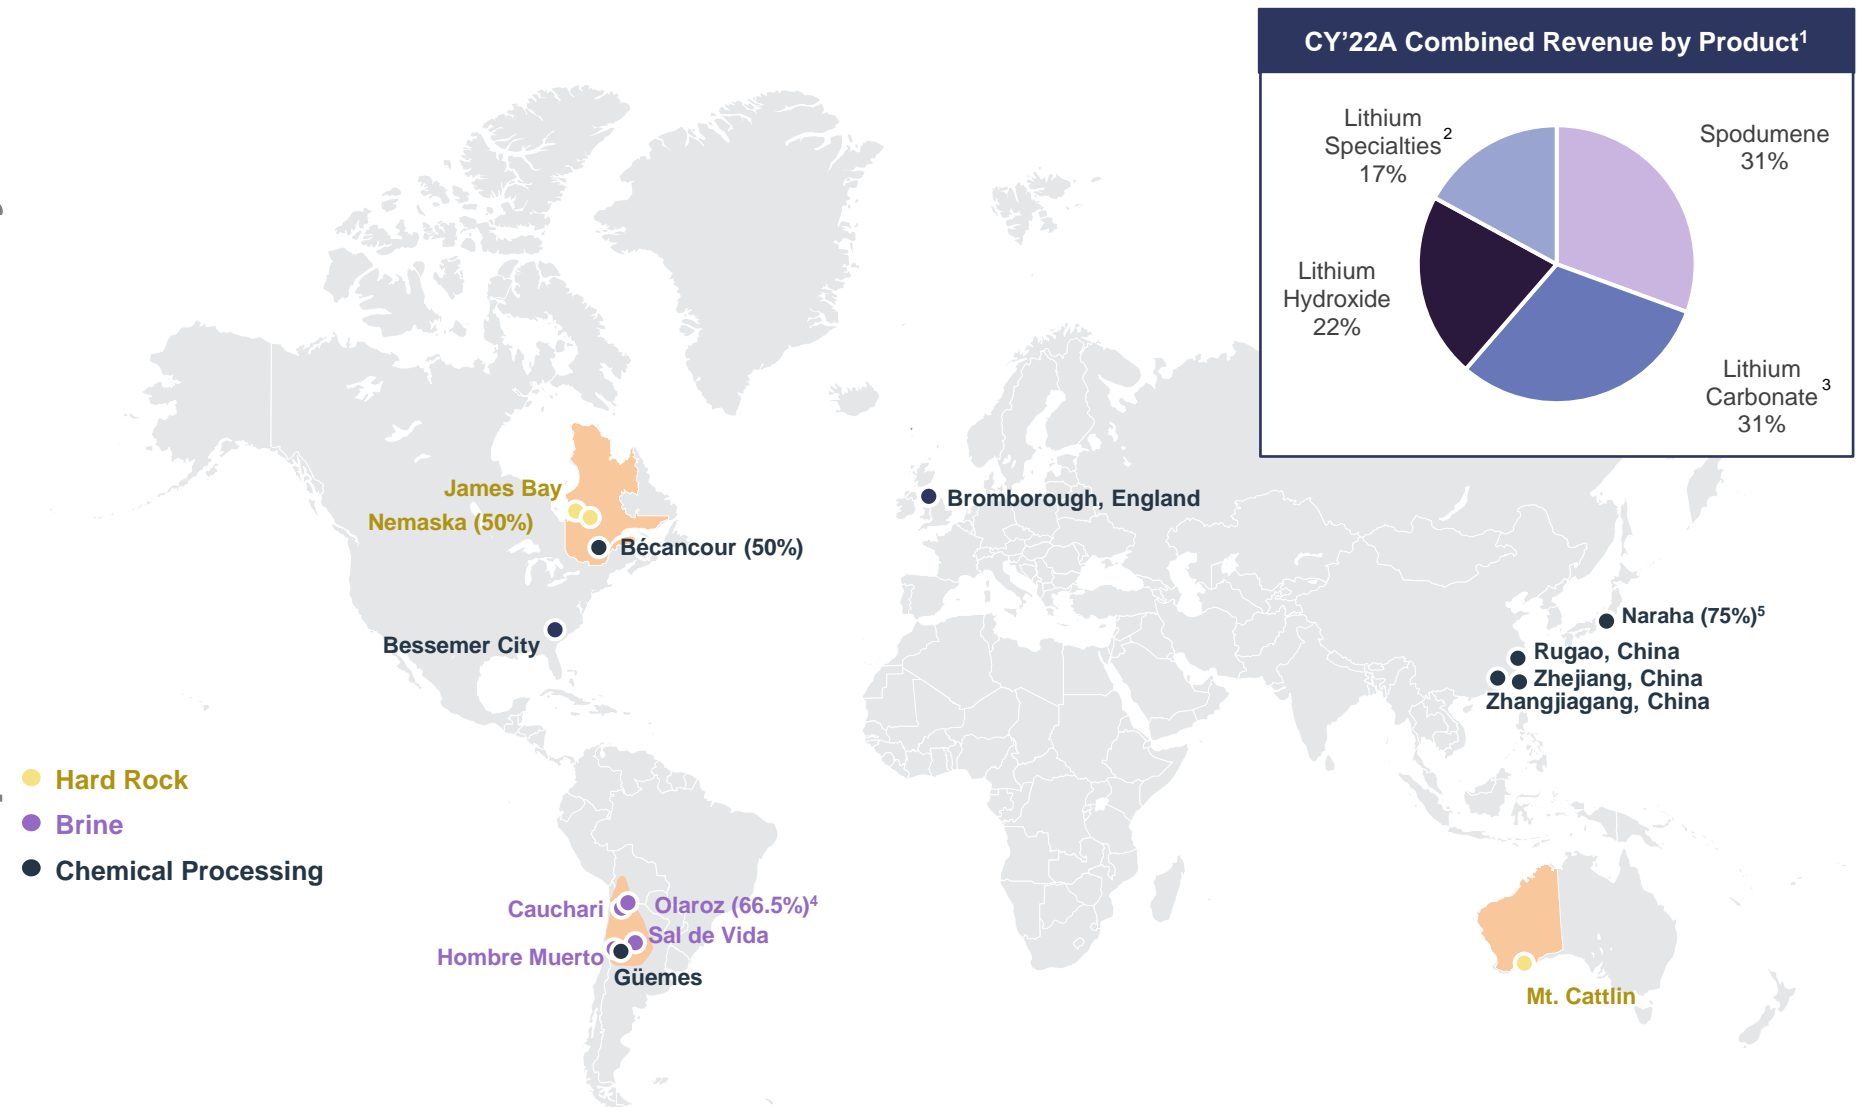 CY’22A Combined Revenue by Product¹
Lithium
Specialties²
17%
Spodumene
31%
Lithium
Hydroxide
22%
Lithium
Carbonate³
31%
James Bay
Nemaska (50%)
Bécancour (50%)
Bessemer City
Bromborough, England
Naraha (75%)⁵
Rugao, China
Zhejiang, China
Zhangjiagang, China
Hard Rock
Brine
Chemical Processing
Cauchari
Olaroz (66.5%)⁴
Sal de Vida
Hombre Muerto
Güemes
Mt. Cattlin